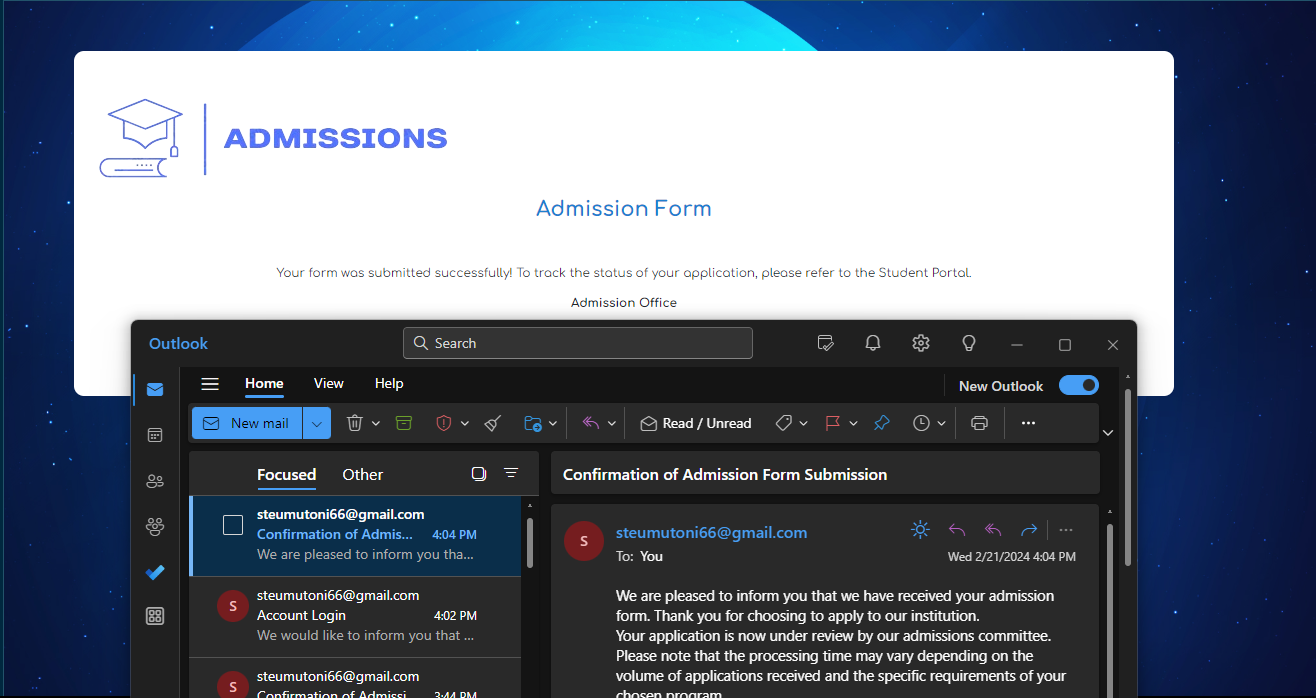 ADMISSIONS
Admission Form
Your form was submitted successfully! To track the status of your application, please refer to the Student Portal.
Admission Office
Outlook
Search
Home View Help
New Outlook
New mail
Read / Unread
Focused Other
steumutoni66@gmail.com
Confirmation of Admis... 4:04 PM
We are pleased to inform you tha...
S
steumutoni66@gmail.com
Account Login 4:02 PM
We would like to inform you that ...
S
steumutoni66@gmail.com
Confirmation of Admissi... 3:44 PM
Confirmation of Admission Form Submission
S
steumutoni66@gmail.com
To: You
Wed 2/21/2024 4:04 PM
We are pleased to inform you that we have received your admission
form. Thank you for choosing to apply to our institution.
Your application is now under review by our admissions committee.
Please note that the processing time may vary depending on the
volume of applications received and the specific requirements of your
chosen program.